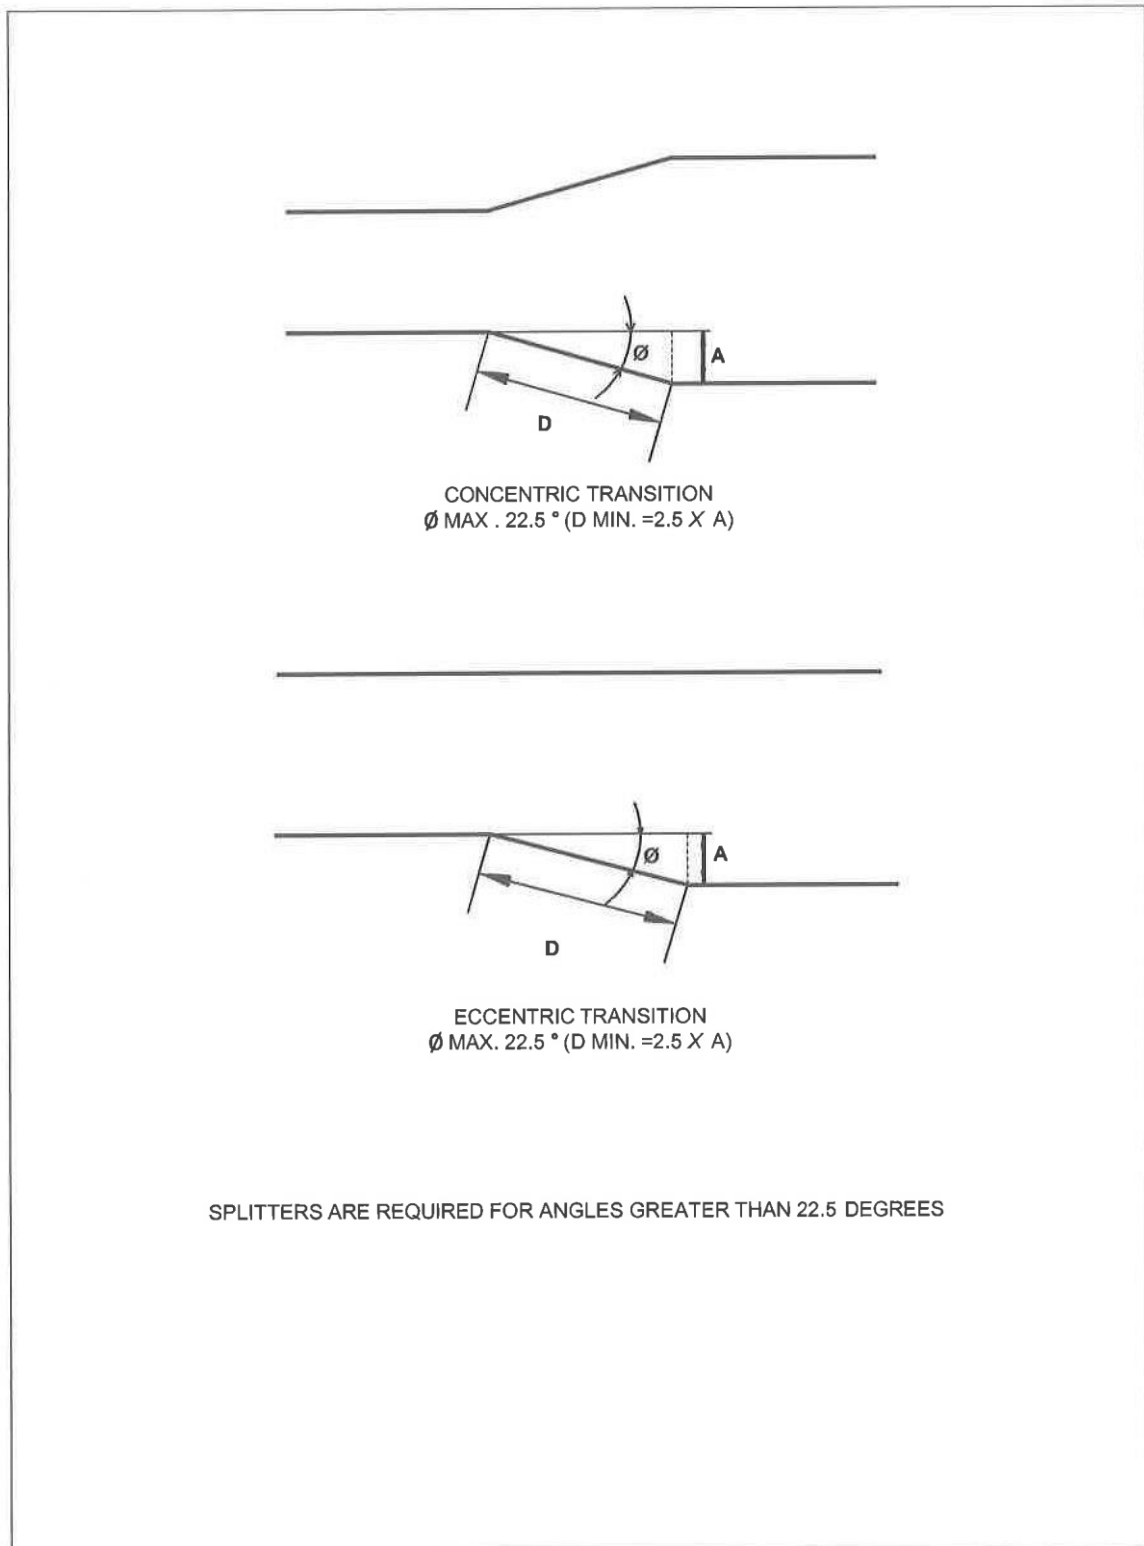 Ø
A
D
CONCENTRIC TRANSITION
Ø MAX . 22.5 ° (D MIN. =2.5 X A)
Ø
A
D
ECCENTRIC TRANSITION
Ø MAX. 22.5 ° (D MIN. =2.5 X A)
SPLITTERS ARE REQUIRED FOR ANGLES GREATER THAN 22.5 DEGREES